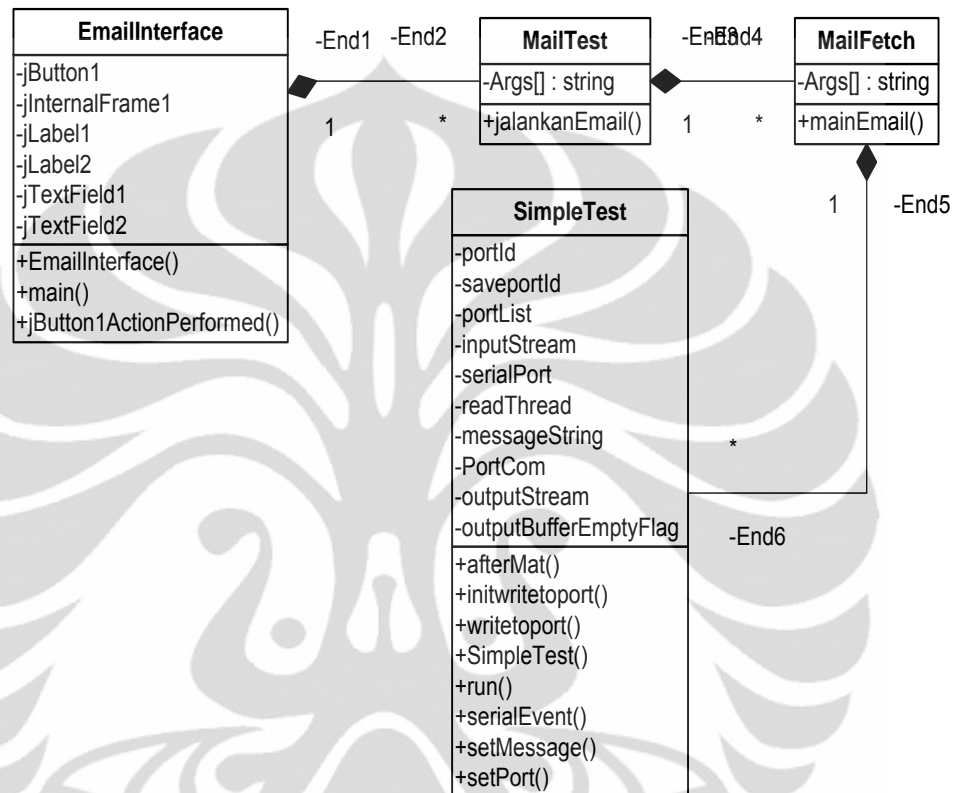 EmailInterface
-jButton1
-jInternalFrame1
-jLabel1
-jLabel2
-jTextField1
-jTextField2
+EmailInterface()
+main()
+jButton1ActionPerformed()
-End1
-End2
1
*
MailTest
-Args[] : string
+jalankanEmail()
-End3
-End4
1
*
MailFetch
-Args[] : string
+mainEmail()
1
-End5
*
-End6
SimpleTest
-portId
-saveportId
-portList
-inputStream
-serialPort
-readThread
-messageString
-PortCom
-outputStream
-outputBufferEmptyFlag
+afterMat()
+initwritetoport()
+writetoport()
+SimpleTest()
+run()
+serialEvent()
+setMessage()
+setPort()